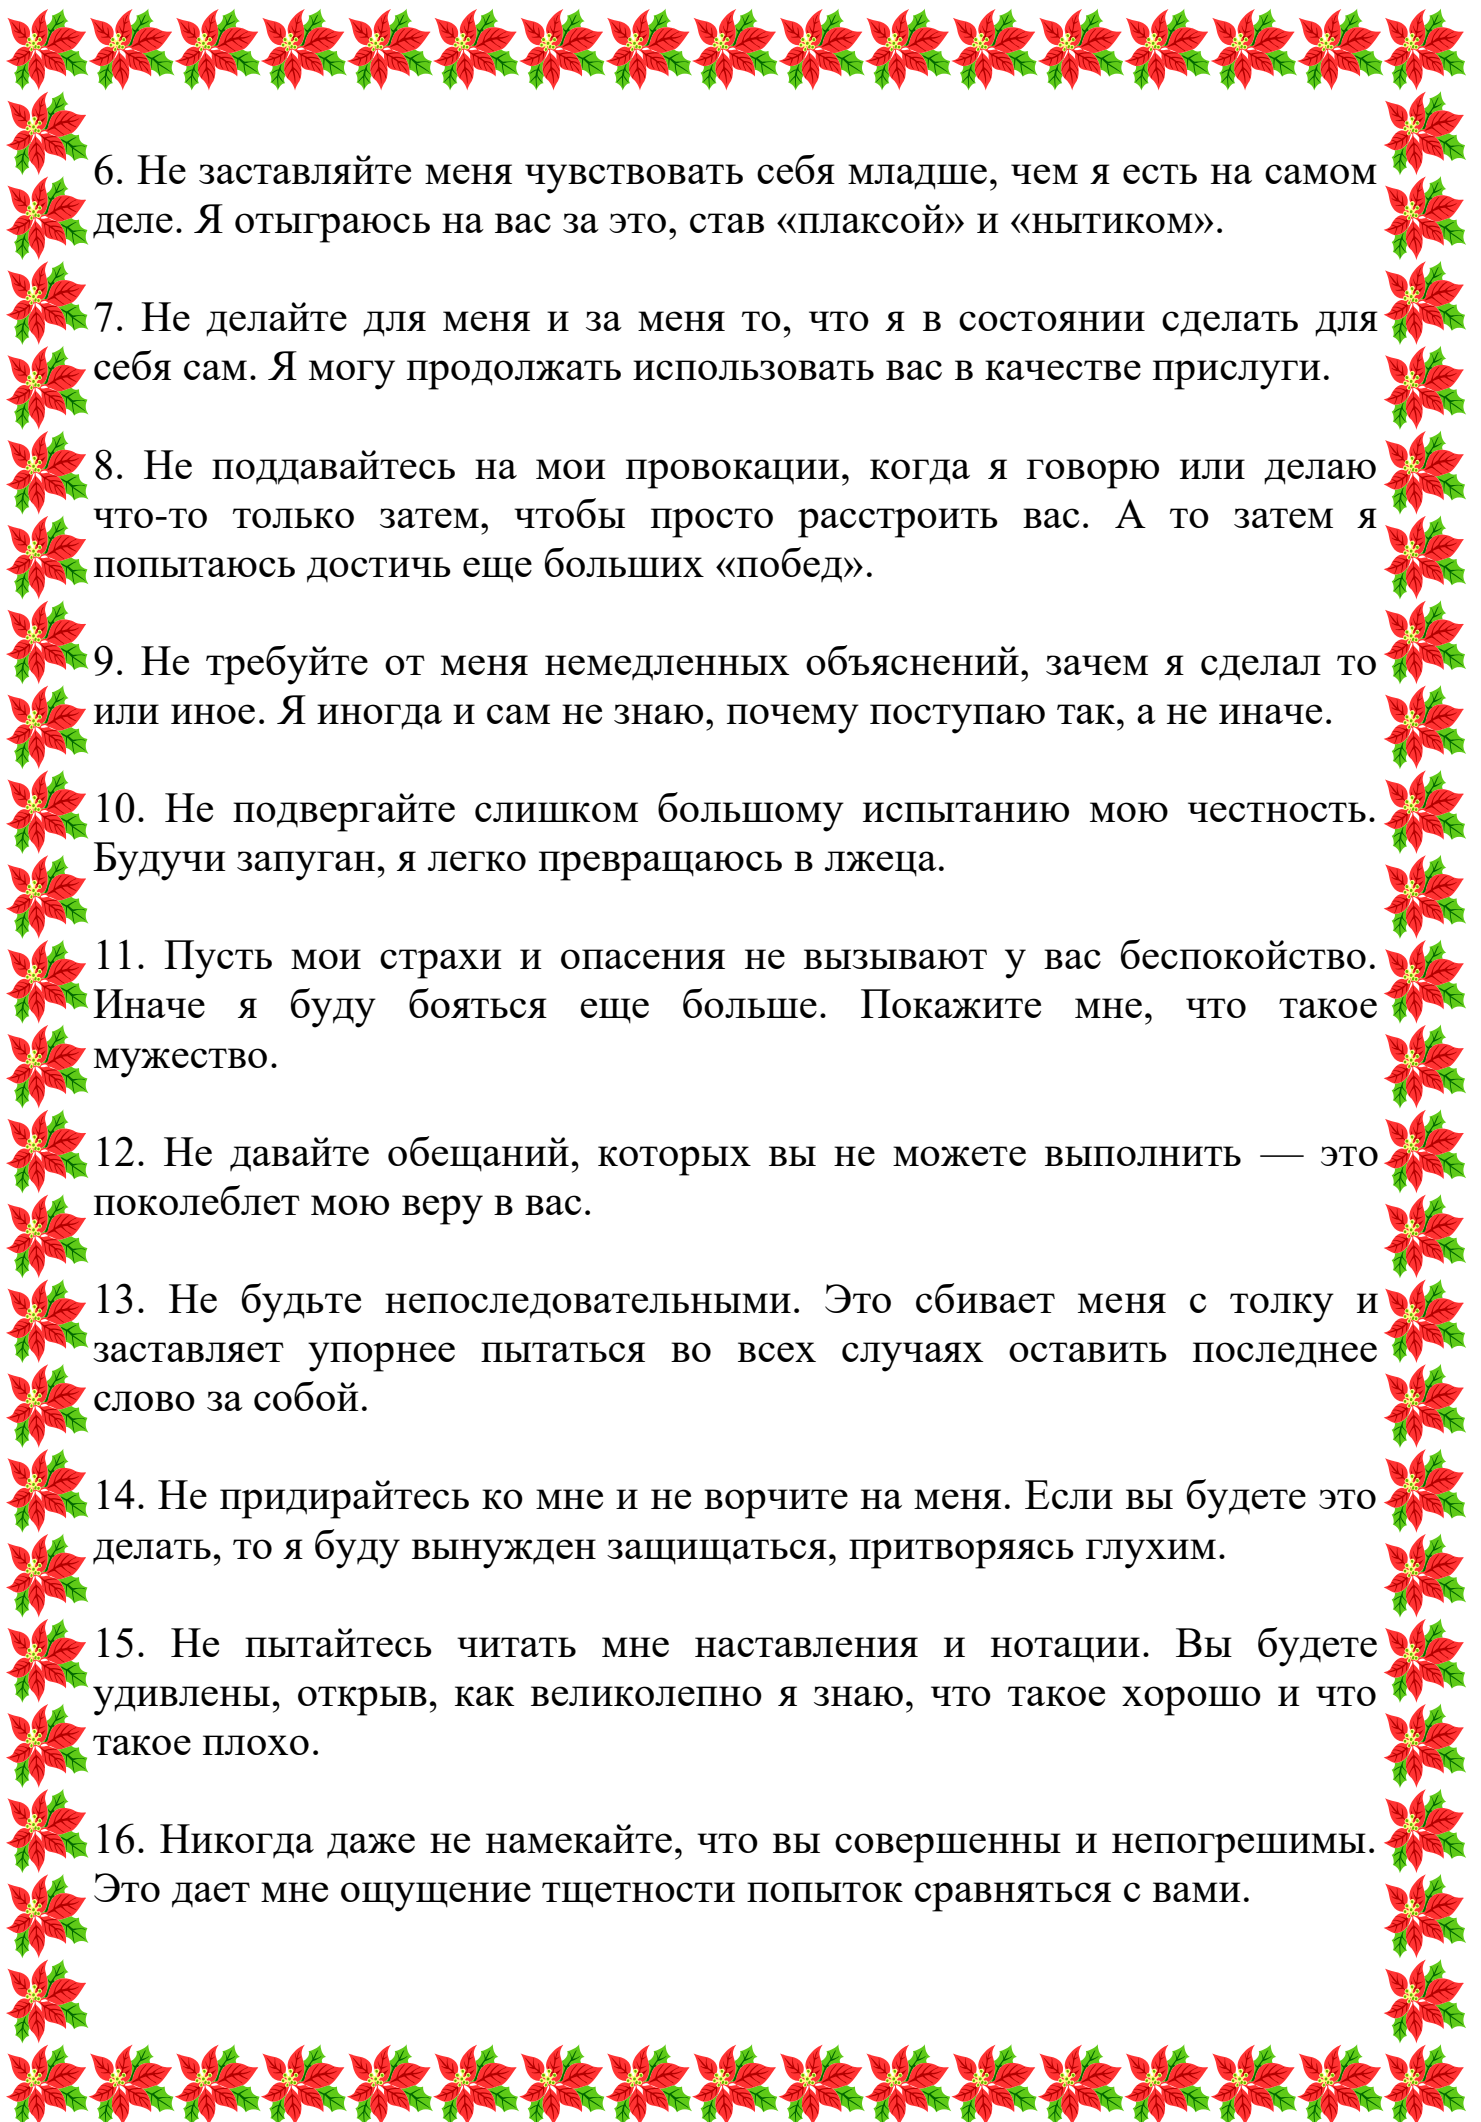 6. Не заставляйте меня чувствовать себя младше, чем я есть на самом
деле. Я отыграюсь на вас за это, став «плаксой» и «нытиком».
7. Не делайте для меня и за меня то, что я в состоянии сделать для
себя сам. Я могу продолжать использовать вас в качестве прислуги.
8. Не поддавайтесь на мои провокации, когда я говорю или делаю
что-то только затем, чтобы просто расстроить вас. А то затем я
попытаюсь достичь еще больших «побед».
9. Не требуйте от меня немедленных объяснений, зачем я сделал то
или иное. Я иногда и сам не знаю, почему поступаю так, а не иначе.
10. Не подвергайте слишком большому испытанию мою честность.
Будучи запуган, я легко превращаюсь в лжеца.
11. Пусть мои страхи и опасения не вызывают у вас беспокойство.
Иначе я буду бояться еще больше. Покажите мне, что такое
мужество.
12. Не давайте обещаний, которых вы не можете выполнить — это
поколеблет мою веру в вас.
13. Не будьте непоследовательными. Это сбивает меня с толку и
заставляет упорнее пытаться во всех случаях оставить последнее
слово за собой.
14. Не придирайтесь ко мне и не ворчите на меня. Если вы будете это
делать, то я буду вынужден защищаться, притворяясь глухим.
15. Не пытайтесь читать мне наставления и нотации. Вы будете
удивлены, открыв, как великолепно я знаю, что такое хорошо и что
такое плохо.
16. Никогда даже не намекайте, что вы совершенны и непогрешимы.
Это дает мне ощущение тщетности попыток сравняться с вами.